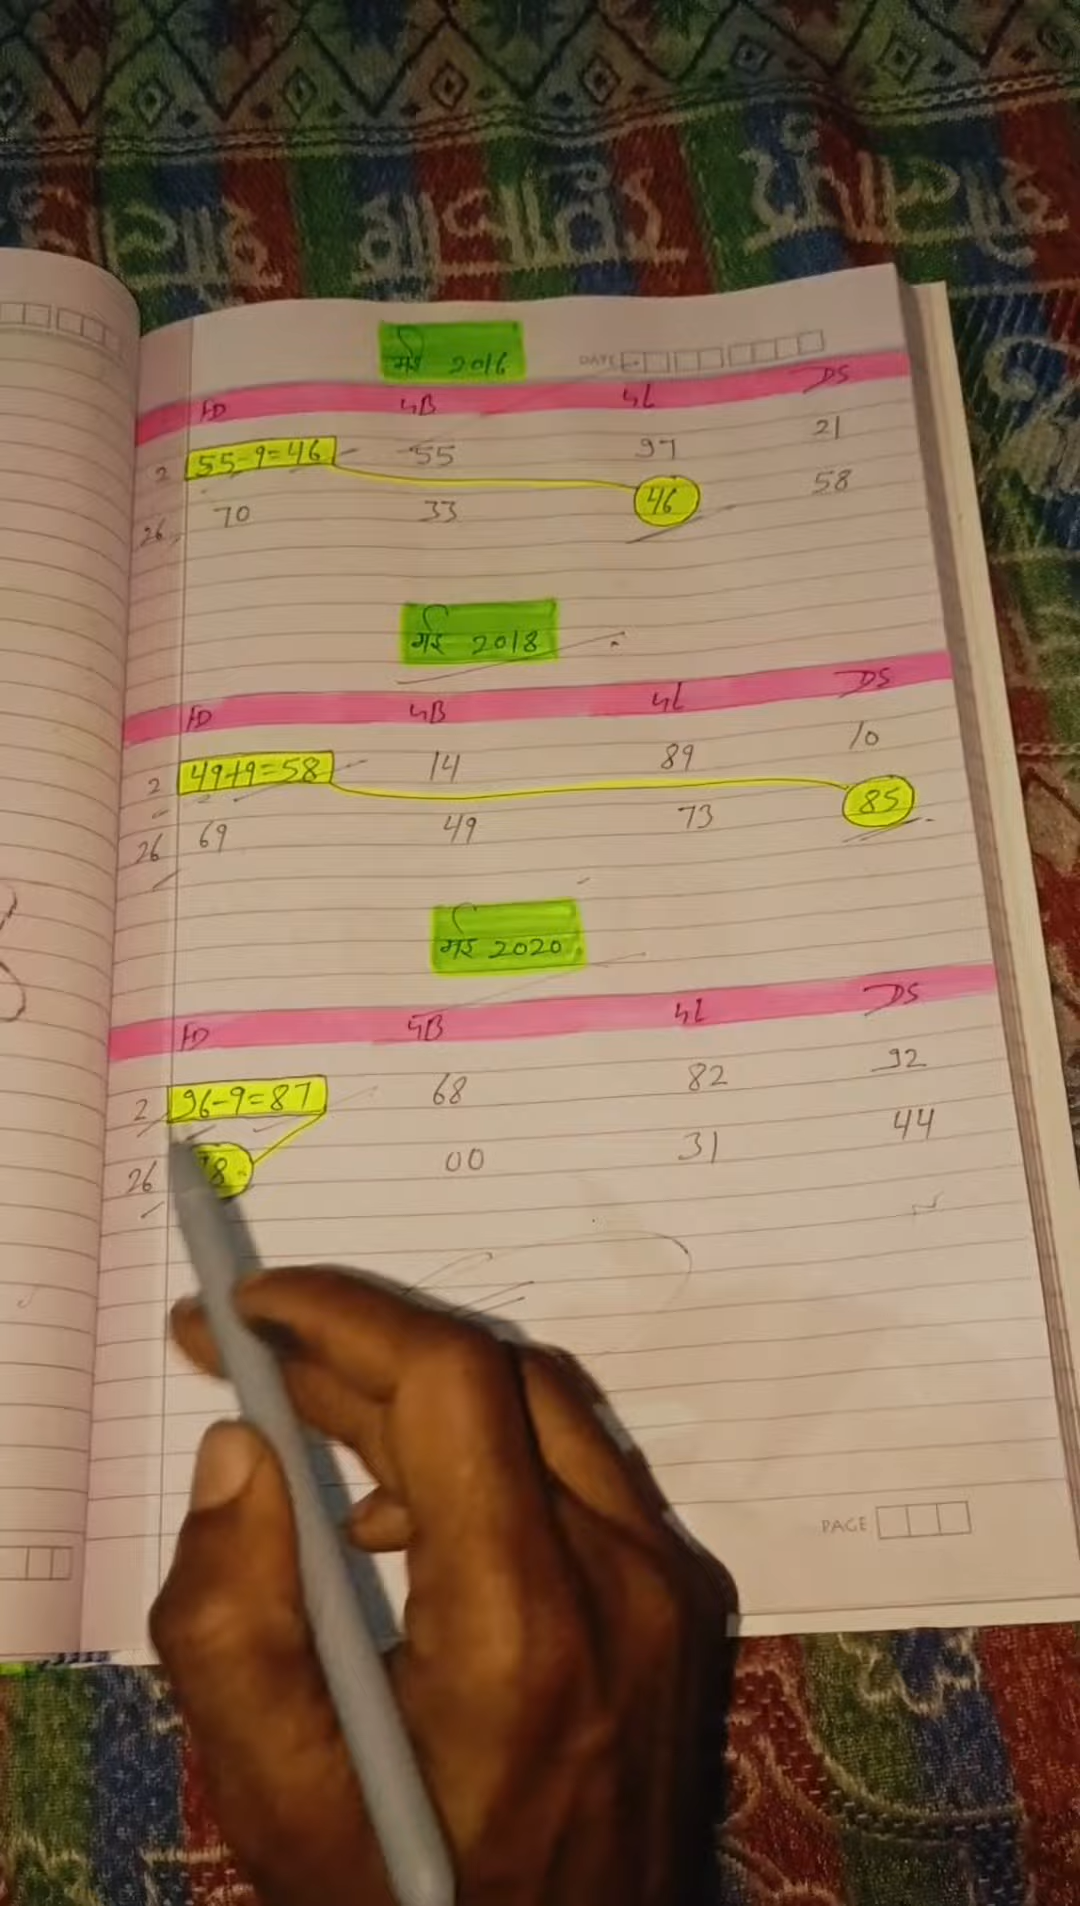 मई 2016
DATE
FD GB GL DS
2 55-9=46 55 97 21
26 70 33 46 58
मई 2018
FD GB GL DS
2 49+9=58 14 89 10
26 69 49 73 85
मई 2020
FD GB GL DS
2 96-9=87 68 82 92
26 78 00 31 44
PAGE